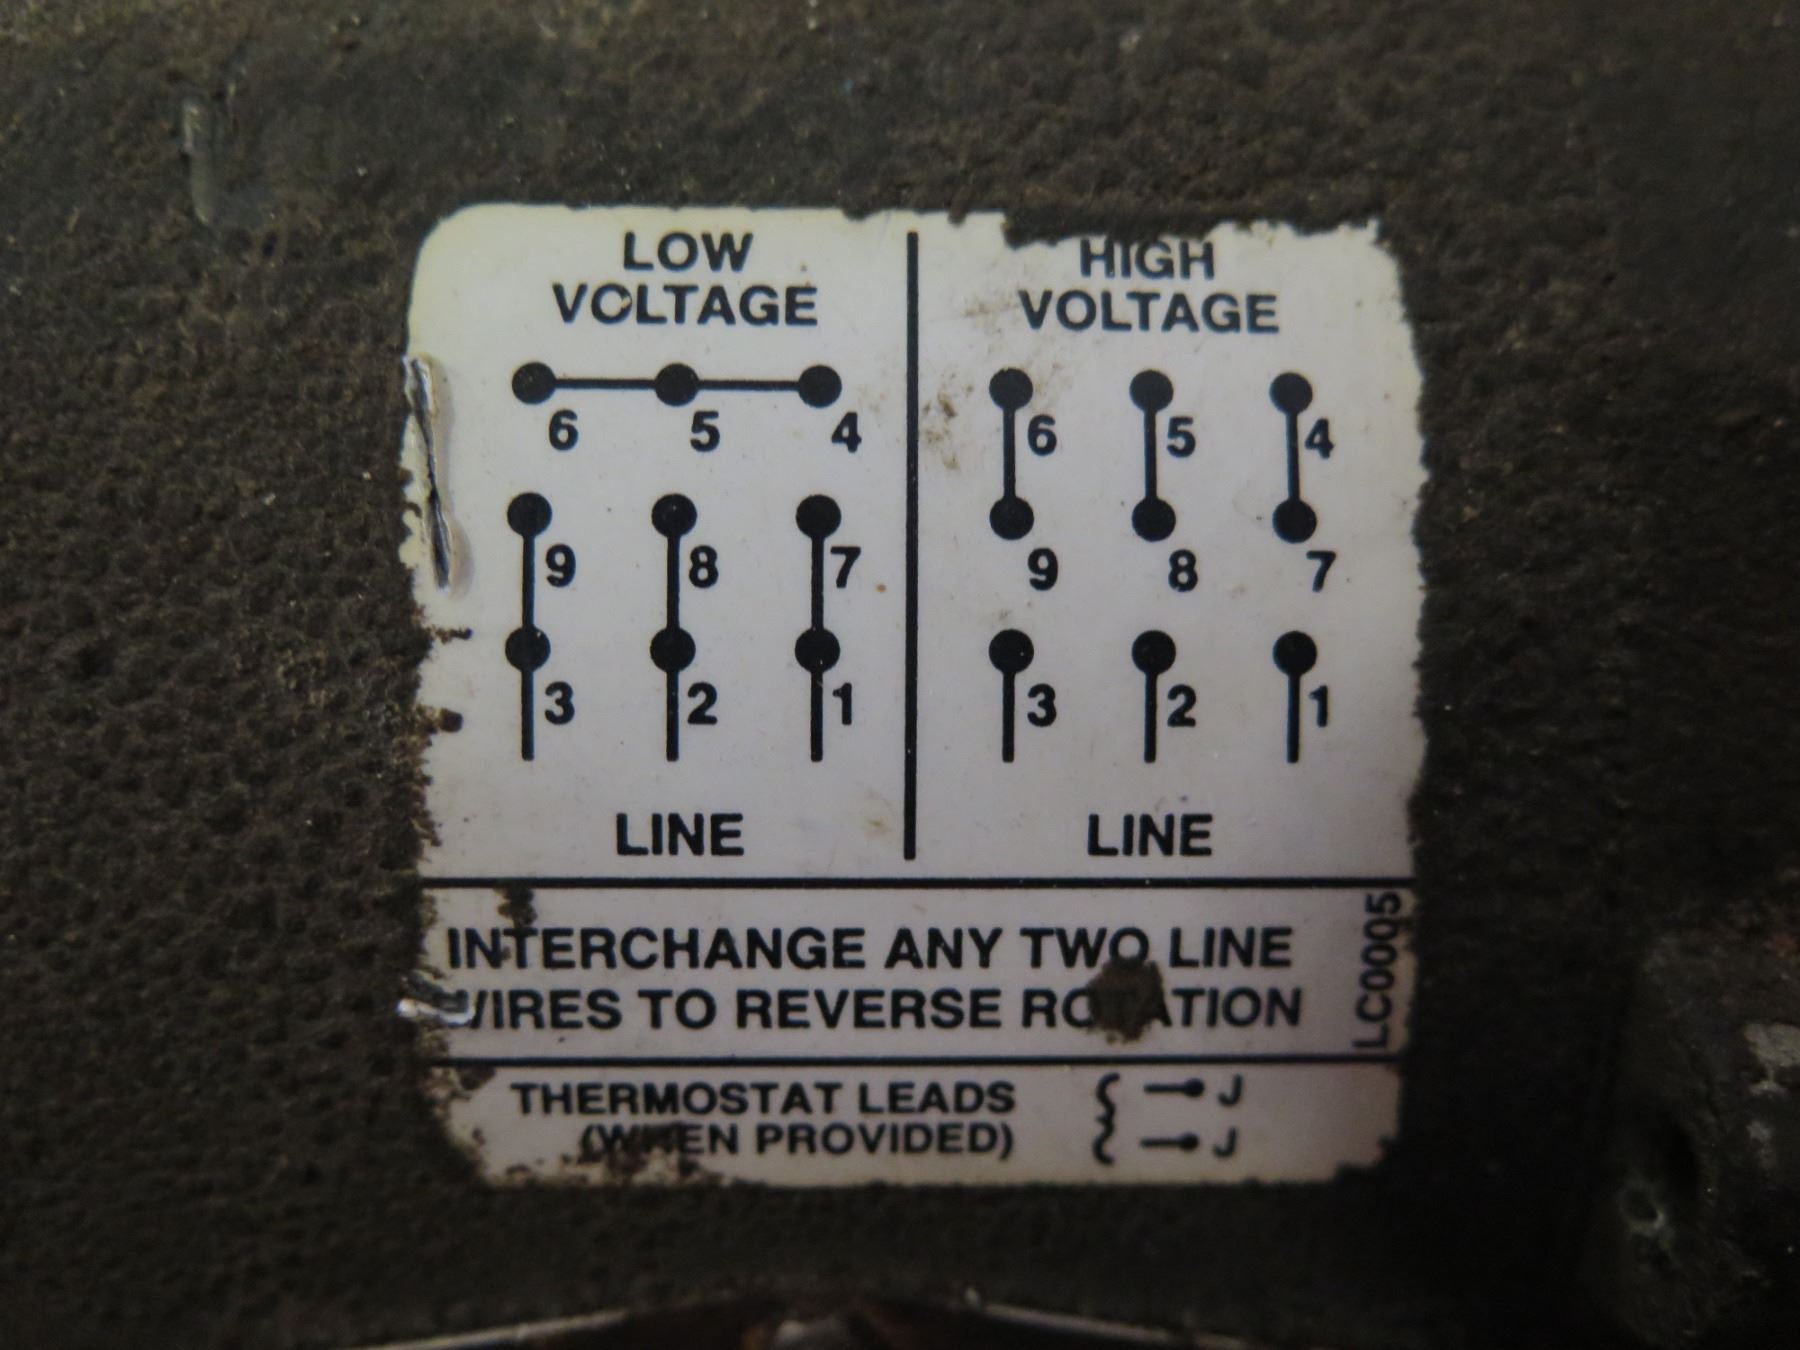 LOW
VOLTAGE
6 5 4
9 8 7
3 2 1
LINE
HIGH
VOLTAGE
6 5 4
9 8 7
3 2 1
LINE
INTERCHANGE ANY TWO LINE
WIRES TO REVERSE ROTATION
LC0005
THERMOSTAT LEADS
(WHEN PROVIDED)
J
J